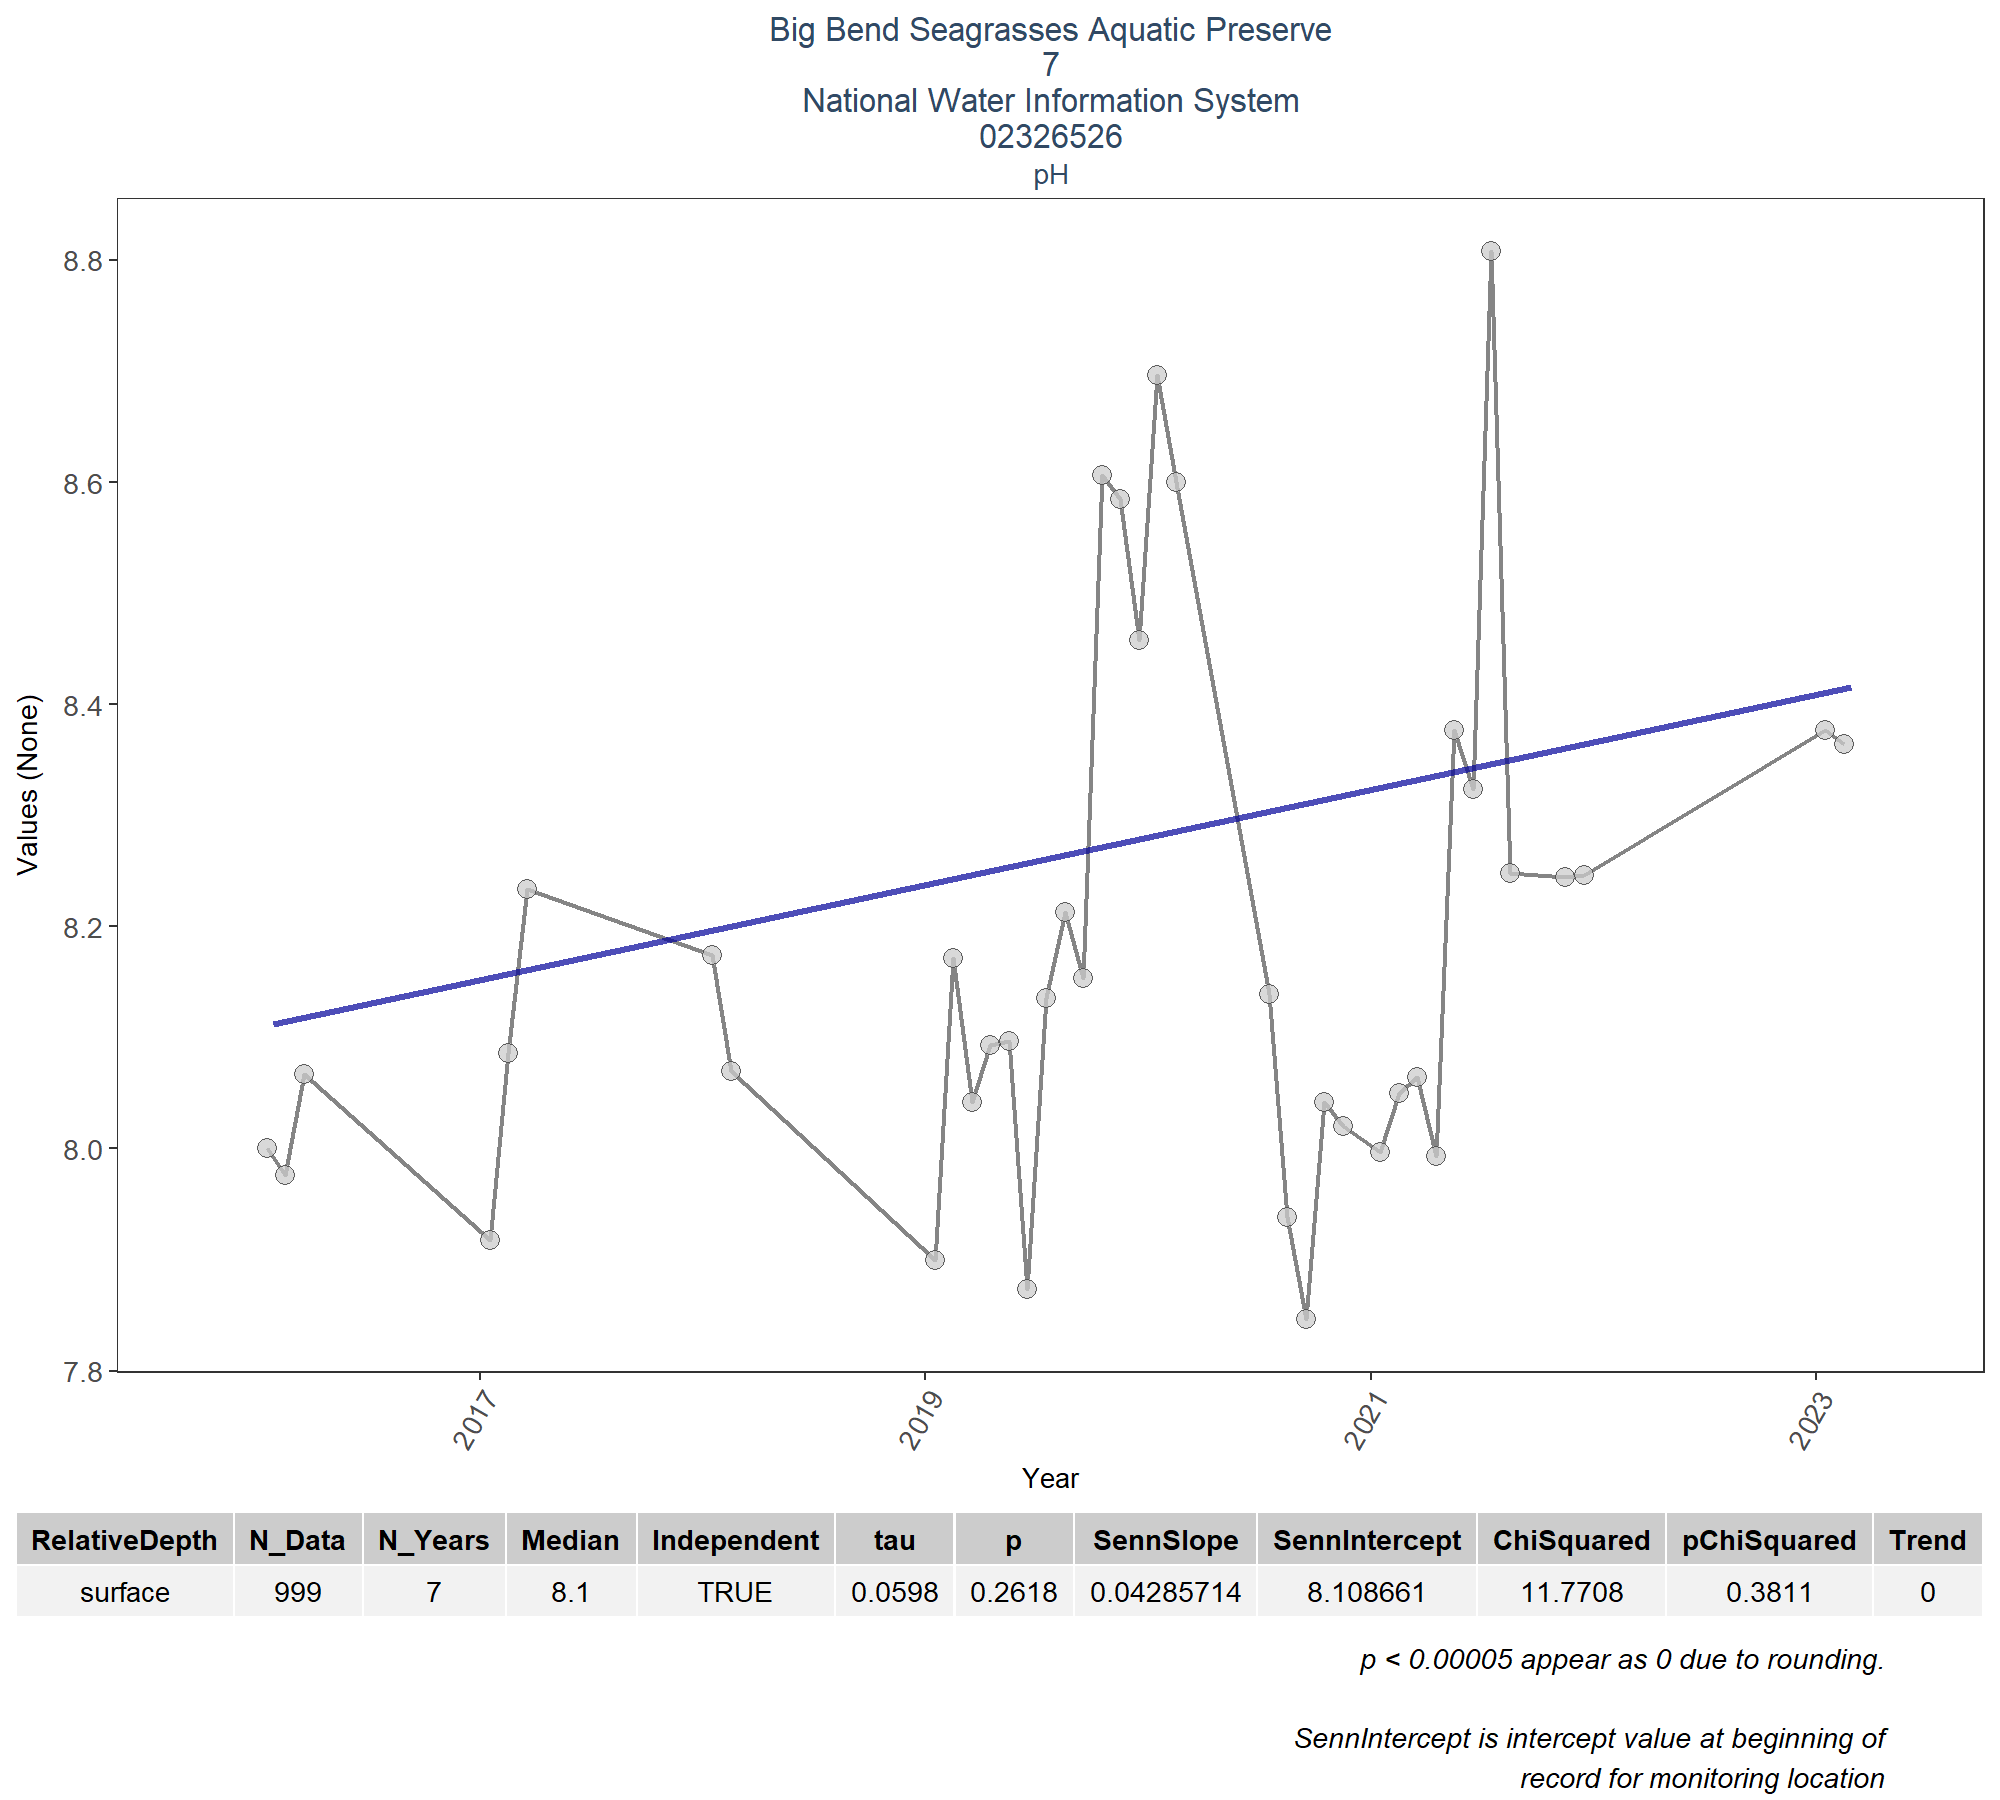 Big Bend Seagrasses Aquatic Preserve
7
National Water Information System
02326526
pH
8.8
8.6
8.4
8.2
8.0
7.8
Values (None)
2017
2019
2021
2023
Year
RelativeDepth N_Data N_Years Median Independent tau p SennSlope SennIntercept ChiSquared pChiSquared Trend
surface 999 7 8.1 TRUE 0.0598 0.2618 0.04285714 8.108661 11.7708 0.3811 0
p < 0.00005 appear as 0 due to rounding.
SennIntercept is intercept value at beginning of
record for monitoring location